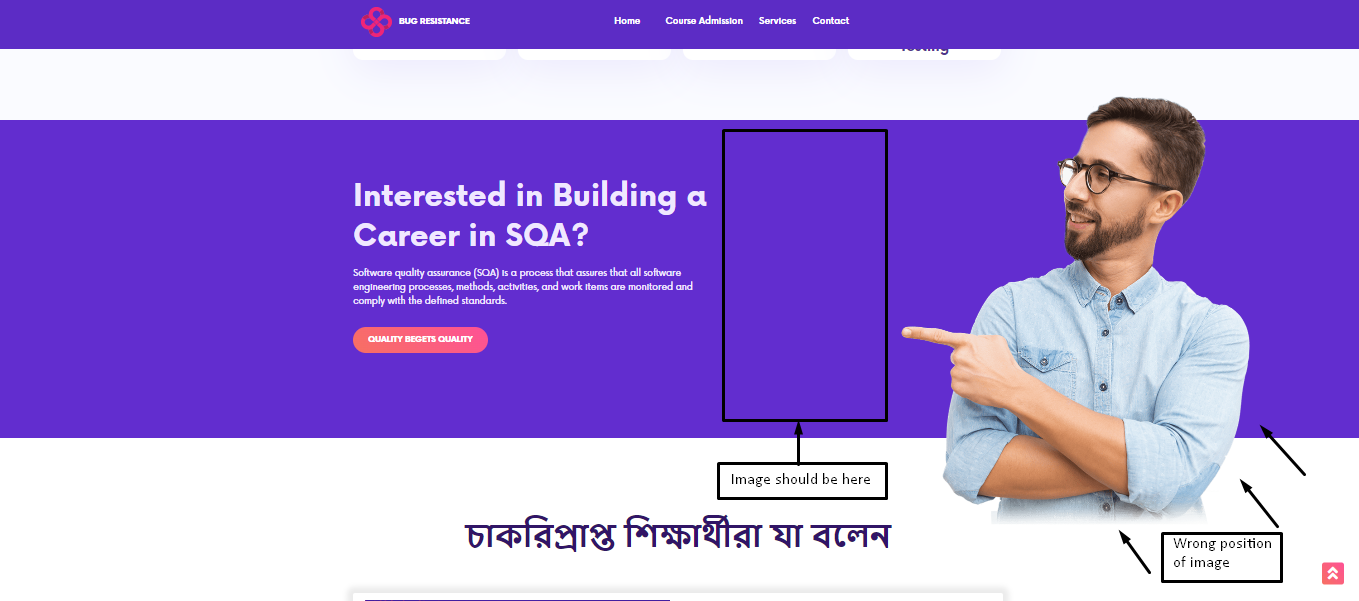 BUG RESISTANCE
Home Course Admission Services Contact
Testing
Interested in Building a
Career in SQA?
Software quality assurance (SQA) is a process that assures that all software
engineering processes, methods, activities, and work items are monitored and
comply with the defined standards.
QUALITY BEGETS QUALITY
Image should be here
চাকরিপ্রাপ্ত শিক্ষার্থীরা যা বলেন
Wrong position
of image